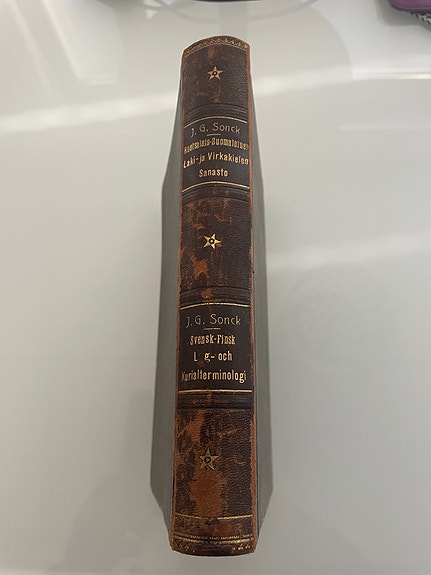 J. G. Sonck
Ruotsalais-Suomalainen
Laki-ja Virkakielen
Sanasto
J. G. Sonck
Svensk-Finsk
L g-och
Kurialterminologi